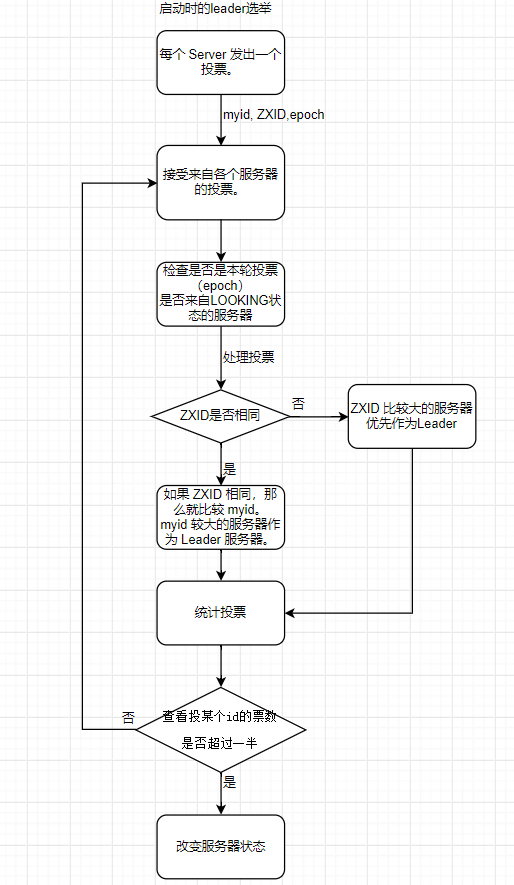 启动时的leader选举
每个 Server 发出一个
投票。
myid, ZXID,epoch
接受来自各个服务器
的投票。
检查是否是本轮投票
（epoch）
是否来自LOOKING状
态的服务器
处理投票
ZXID是否相同
否
ZXID 比较大的服务器
优先作为Leader
是
如果 ZXID 相同，那
么就比较 myid。
myid 较大的服务器作
为 Leader 服务器。
统计投票
查看投某个id的票数
是否超过一半
否
是
改变服务器状态